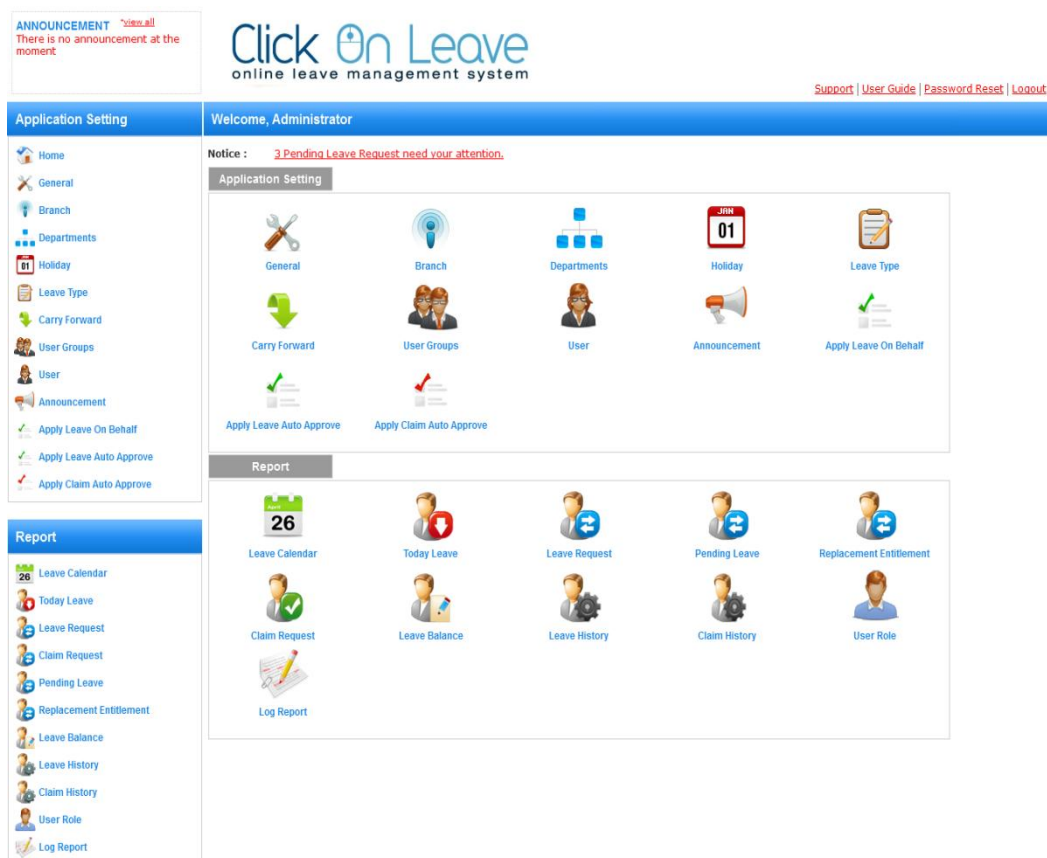 ANNOUNCEMENT *view all
There is no announcement at the
moment
Click On Leave
online leave management system
Support | User Guide | Password Reset | Logout
Application Setting
Home
General
Branch
Departments
JAN
01 Holiday
Leave Type
Carry Forward
User Groups
User
Announcement
Apply Leave On Behalf
Apply Leave Auto Approve
Apply Claim Auto Approve
Report
26 Leave Calendar
Today Leave
Leave Request
Claim Request
Pending Leave
Replacement Entitlement
Leave Balance
Leave History
Claim History
User Role
Log Report
Welcome, Administrator
Notice : 3 Pending Leave Request need your attention.
Application Setting
JAN
01
General Branch Departments Holiday Leave Type
Carry Forward User Groups User Announcement Apply Leave On Behalf
Apply Leave Auto Approve Apply Claim Auto Approve
Report
April
26
Leave Calendar Today Leave Leave Request Pending Leave Replacement Entitlement
Claim Request Leave Balance Leave History Claim History User Role
Log Report